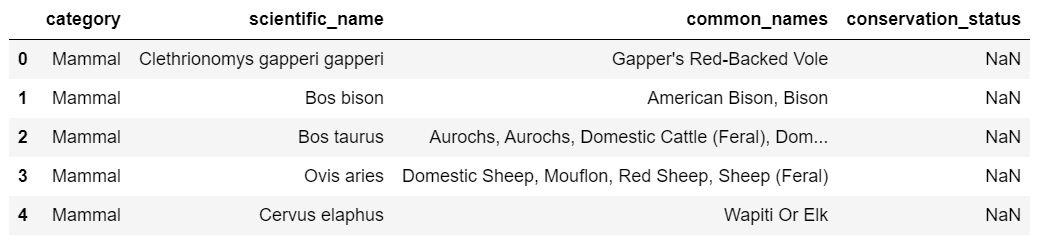 category scientific_name common_names conservation_status
0 Mammal Clethrionomys gapperi gapperi Gapper's Red-Backed Vole NaN
1 Mammal Bos bison American Bison, Bison NaN
2 Mammal Bos taurus Aurochs, Aurochs, Domestic Cattle (Feral), Dom... NaN
3 Mammal Ovis aries Domestic Sheep, Mouflon, Red Sheep, Sheep (Feral) NaN
4 Mammal Cervus elaphus Wapiti Or Elk NaN